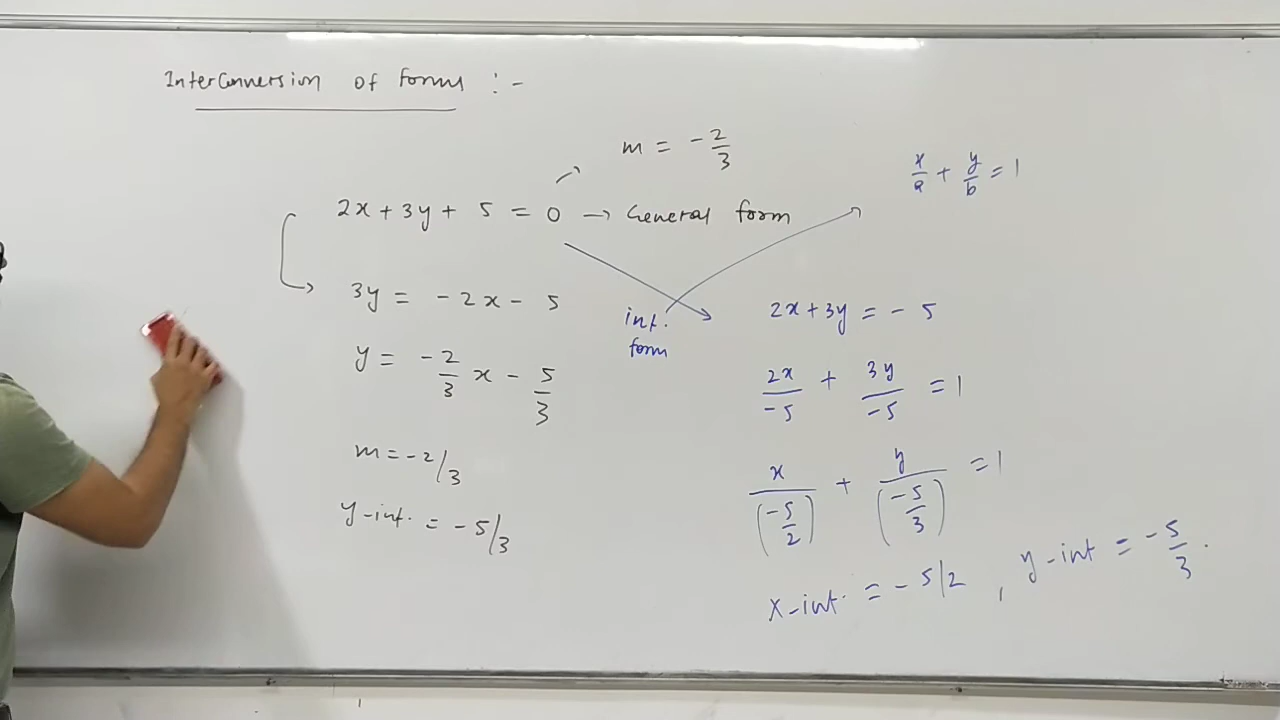 Interconversion of forms :-
m = -2/3
x/a + y/b = 1
2x + 3y + 5 = 0 → General form
3y = -2x - 5
y = -2/3 x - 5/3
m = -2/3
y-int. = -5/3
int.
form
2x + 3y = -5
2x/-5 + 3y/-5 = 1
x/(-5/2) + y/(-5/3) = 1
x-int. = -5/2 , y-int = -5/3.